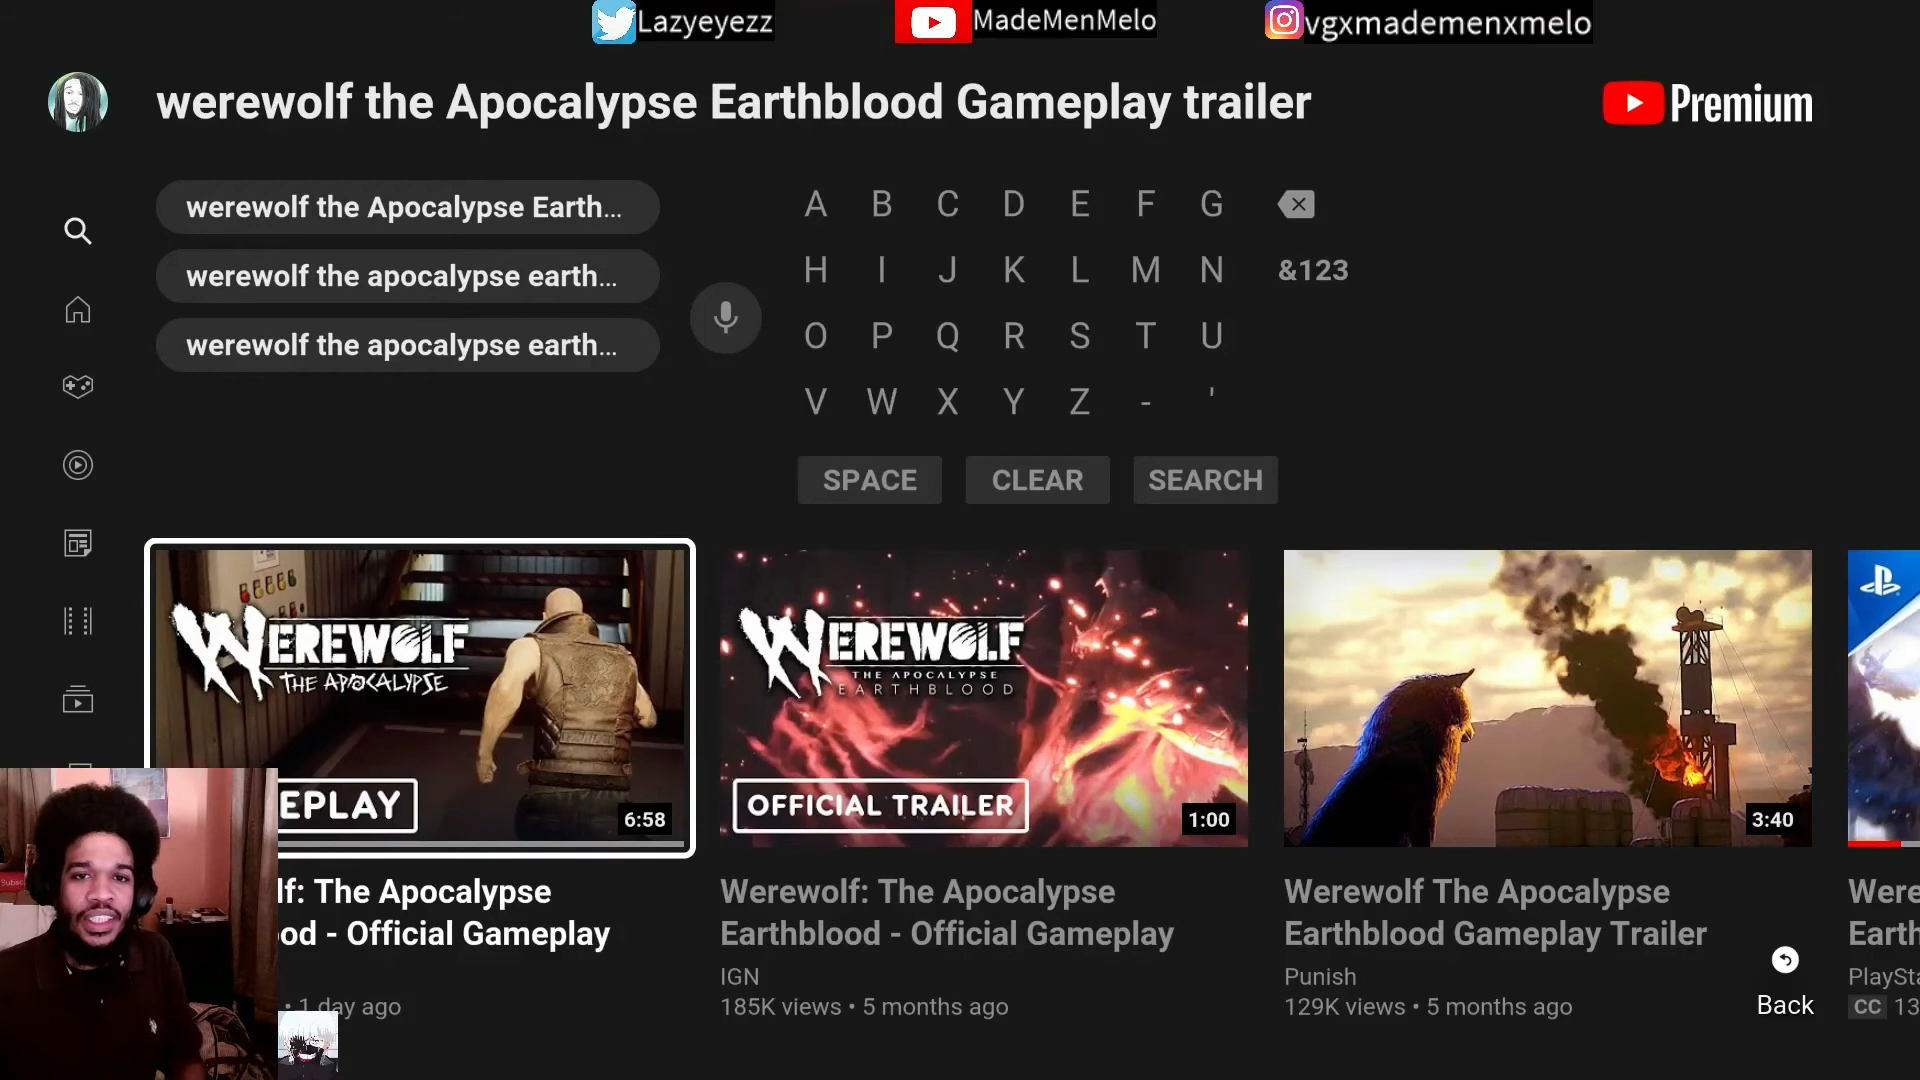 Lazyeyezz
MadeMenMelo
vgxmademenxmelo
werewolf the Apocalypse Earthblood Gameplay trailer
Premium
werewolf the Apocalypse Earth...
werewolf the apocalypse earth...
werewolf the apocalypse earth...
A B C D E F G
H I J K L M N &123
O P Q R S T U
V W X Y Z - '
SPACE CLEAR SEARCH
WEREWOLF
THE APOCALYPSE
EPLAY
6:58
WEREWOLF
THE APOCALYPSE
EARTHBLOOD
OFFICIAL TRAILER
1:00
3:40
lf: The Apocalypse
ood - Official Gameplay
• 1 day ago
Werewolf: The Apocalypse
Earthblood - Official Gameplay
IGN
185K views • 5 months ago
Werewolf The Apocalypse
Earthblood Gameplay Trailer
Punish
129K views • 5 months ago
Were
Earth
PlaySta
CC 13
Back